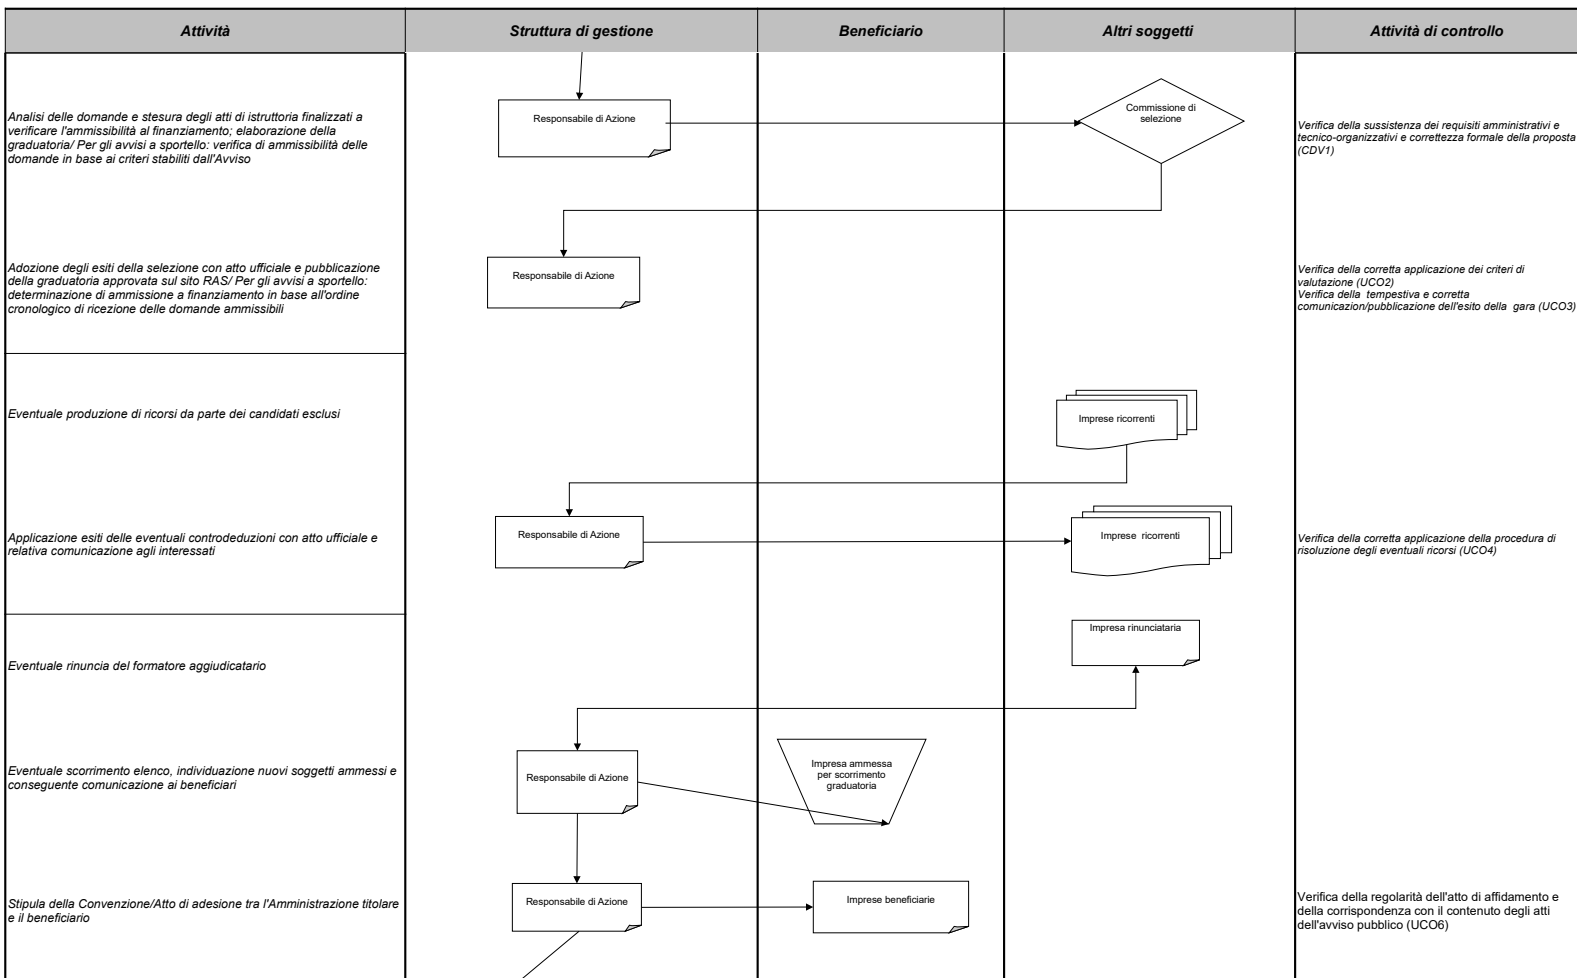 Attività
Struttura di gestione
Beneficiario
Altri soggetti
Attività di controllo
Analisi delle domande e stesura degli atti di istruttoria finalizzati a
verificare l'ammissibilità al finanziamento; elaborazione della
graduatoria/ Per gli avvisi a sportello: verifica di ammissibilità delle
domande in base ai criteri stabiliti dall'Avviso
Responsabile di Azione
Commissione di
selezione
Verifica della sussistenza dei requisiti amministrativi e
tecnico-organizzativi e correttezza formale della proposta
(CDV1)
Adozione degli esiti della selezione con atto ufficiale e pubblicazione
della graduatoria approvata sul sito RAS/ Per gli avvisi a sportello:
determinazione di ammissione a finanziamento in base all'ordine
cronologico di ricezione delle domande ammissibili
Responsabile di Azione
Verifica della corretta applicazione dei criteri di
valutazione (UCO2)
Verifica della  tempestiva e corretta
comunicazion/pubblicazione dell'esito della  gara (UCO3)
Eventuale produzione di ricorsi da parte dei candidati esclusi
Imprese ricorrenti
Applicazione esiti delle eventuali controdeduzioni con atto ufficiale e
relativa comunicazione agli interessati
Responsabile di Azione
Imprese  ricorrenti
Verifica della corretta applicazione della procedura di
risoluzione degli eventuali ricorsi (UCO4)
Eventuale rinuncia del formatore aggiudicatario
Impresa rinunciataria
Eventuale scorrimento elenco, individuazione nuovi soggetti ammessi e
conseguente comunicazione ai beneficiari
Responsabile di Azione
Impresa ammessa
per scorrimento
graduatoria
Stipula della Convenzione/Atto di adesione tra l'Amministrazione titolare
e il beneficiario
Responsabile di Azione
Imprese beneficiarie
Verifica della regolarità dell'atto di affidamento e
della corrispondenza con il contenuto degli atti
dell'avviso pubblico (UCO6)